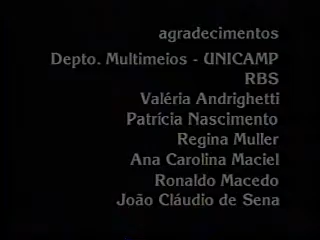 agradecimentos
Depto. Multimeios - UNICAMP
RBS
Valéria Andrighetti
Patrícia Nascimento
Regina Muller
Ana Carolina Maciel
Ronaldo Macedo
João Cláudio de Sena